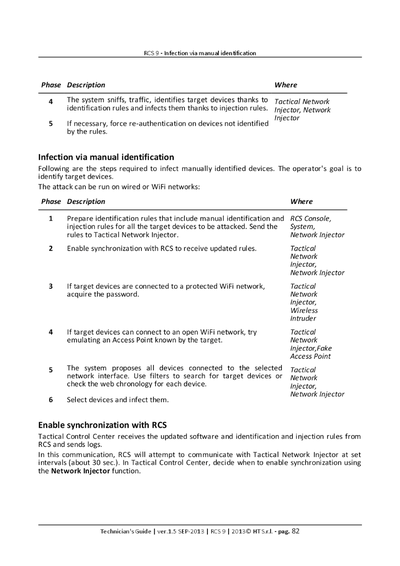 RCS 9 - Infection via manual identification
Phase Description Where
4 The system sniffs, traffic, identifies target devices thanks to Tactical Network
identification rules and infects them thanks to injection rules. Injector, Network
Injector
5 If necessary, force re-authentication on devices not identified
by the rules.
Infection via manual identification
Following are the steps required to infect manually identified devices. The operator's goal is to
identify target devices.
The attack can be run on wired or WiFi networks:
Phase Description Where
1 Prepare identification rules that include manual identification and RCS Console,
injection rules for all the target devices to be attacked. Send the System,
rules to Tactical Network Injector. Network Injector
2 Enable synchronization with RCS to receive updated rules. Tactical
Network
Injector,
Network Injector
3 If target devices are connected to a protected WiFi network, Tactical
acquire the password. Network
Injector,
Wireless
Intruder
4 If target devices can connect to an open WiFi network, try Tactical
emulating an Access Point known by the target. Network
Injector,Fake
Access Point
5 The system proposes all devices connected to the selected Tactical
network interface. Use filters to search for target devices or Network
check the web chronology for each device. Injector,
Network Injector
6 Select devices and infect them.
Enable synchronization with RCS
Tactical Control Center receives the updated software and identification and injection rules from
RCS and sends logs.
In this communication, RCS will attempt to communicate with Tactical Network Injector at set
intervals (about 30 sec.). In Tactical Control Center, decide when to enable synchronization using
the Network Injector function.
Technician's Guide | ver.1.5 SEP-2013 | RCS 9 | 2013© HT S.r.l. - pag. 82